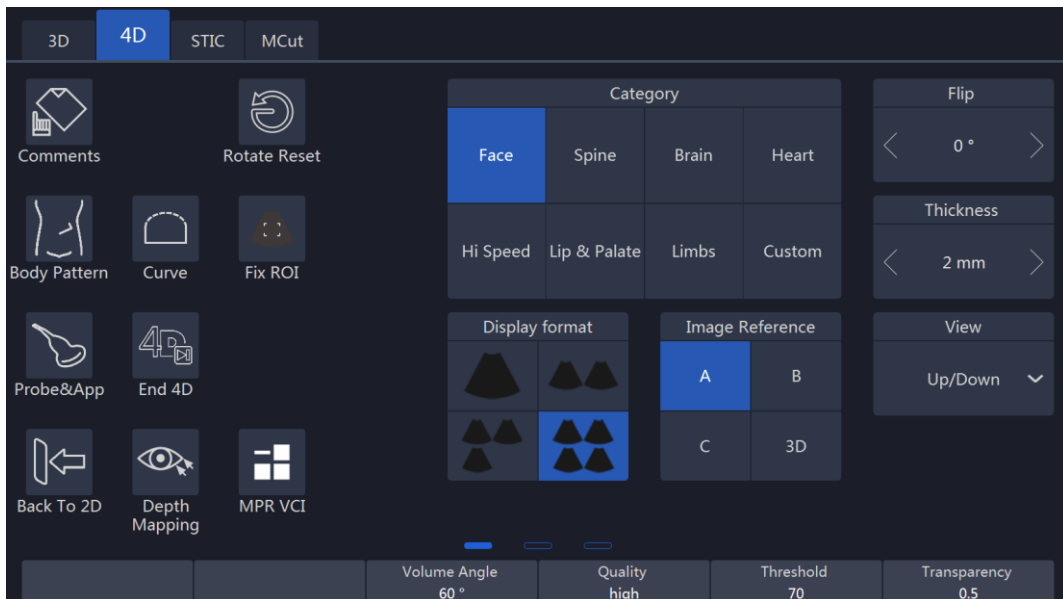 3D
4D
STIC
MCut
Comments
Rotate Reset
Body Pattern
Curve
Fix ROI
Probe&App
End 4D
Back To 2D
Depth
Mapping
MPR VCI
Category
Face
Spine
Brain
Heart
Hi Speed
Lip & Palate
Limbs
Custom
Display format
Image Reference
A
B
C
3D
Flip
0 °
Thickness
2 mm
View
Up/Down
Volume Angle
60 °
Quality
high
Threshold
70
Transparency
0.5